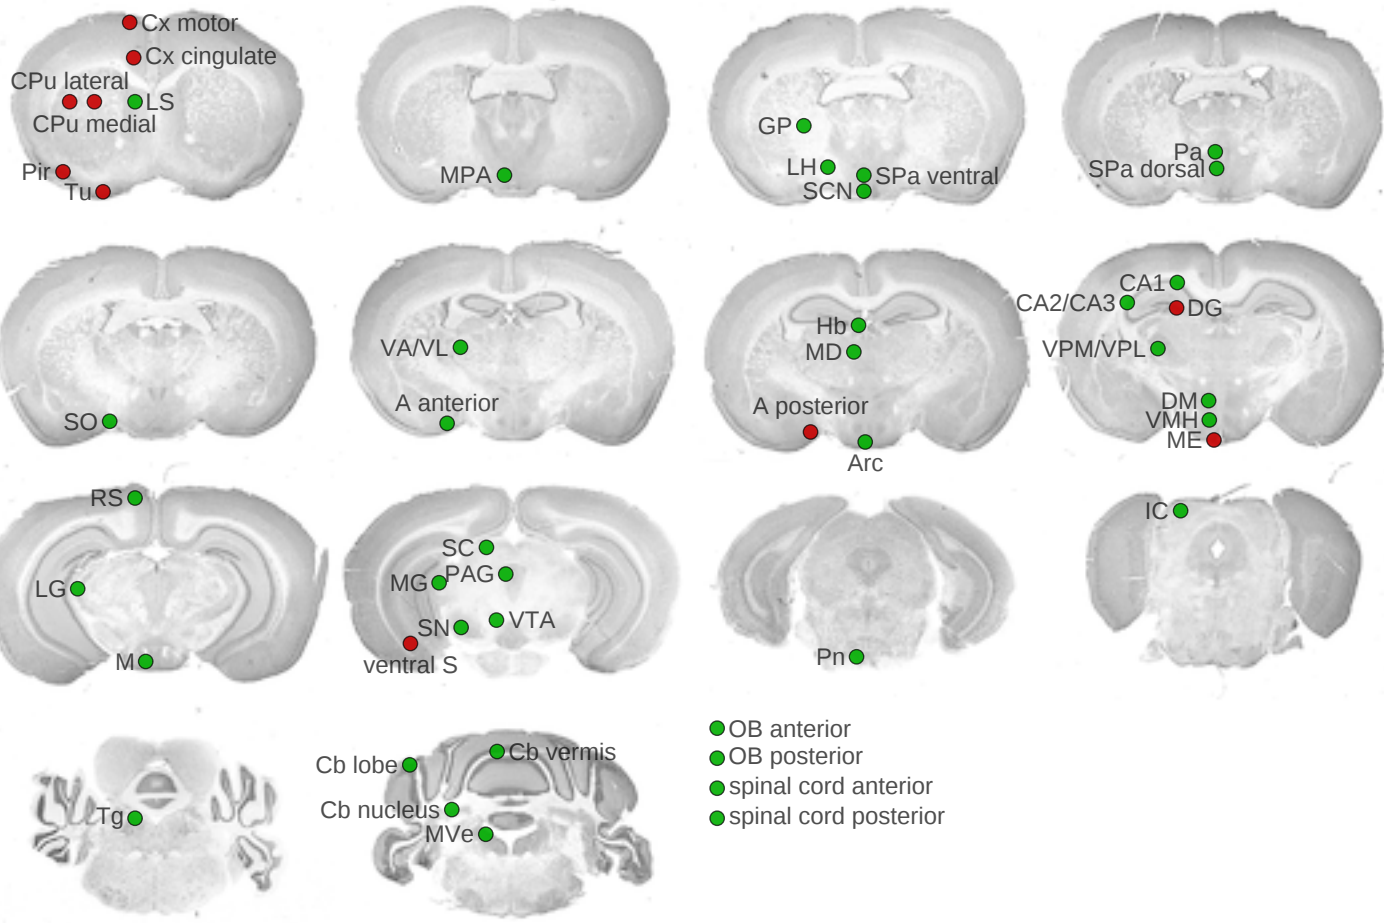 Cx motor
Cx cingulate
CPu lateral
LS
CPu medial
Pir
Tu
MPA
GP
LH
SPa ventral
SCN
Pa
SPa dorsal
SO
VA/VL
A anterior
Hb
MD
A posterior
Arc
CA1
CA2/CA3
DG
VPM/VPL
DM
VMH
ME
RS
LG
M
SC
MG
PAG
SN
VTA
ventral S
Pn
IC
Tg
Cb lobe
Cb vermis
Cb nucleus
MVe
OB anterior
OB posterior
spinal cord anterior
spinal cord posterior